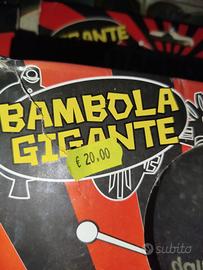 GIGANTE
BAMBOLA
GIGANTE
€ 20,00
subito